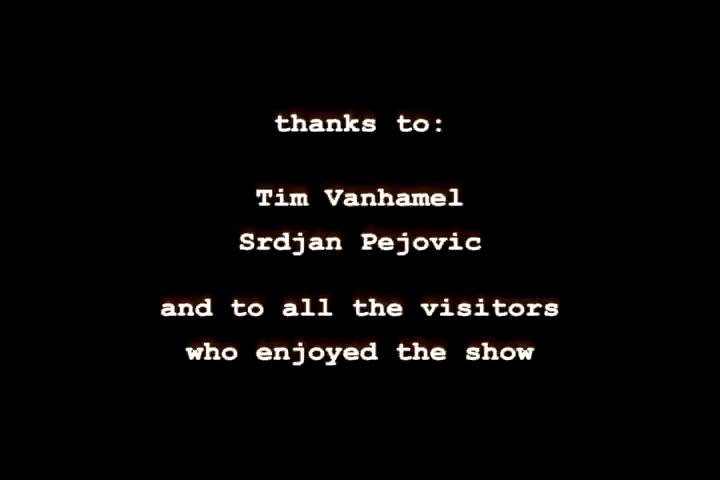 thanks to:
Tim Vanhamel
Srdjan Pejovic
and to all the visitors
who enjoyed the show